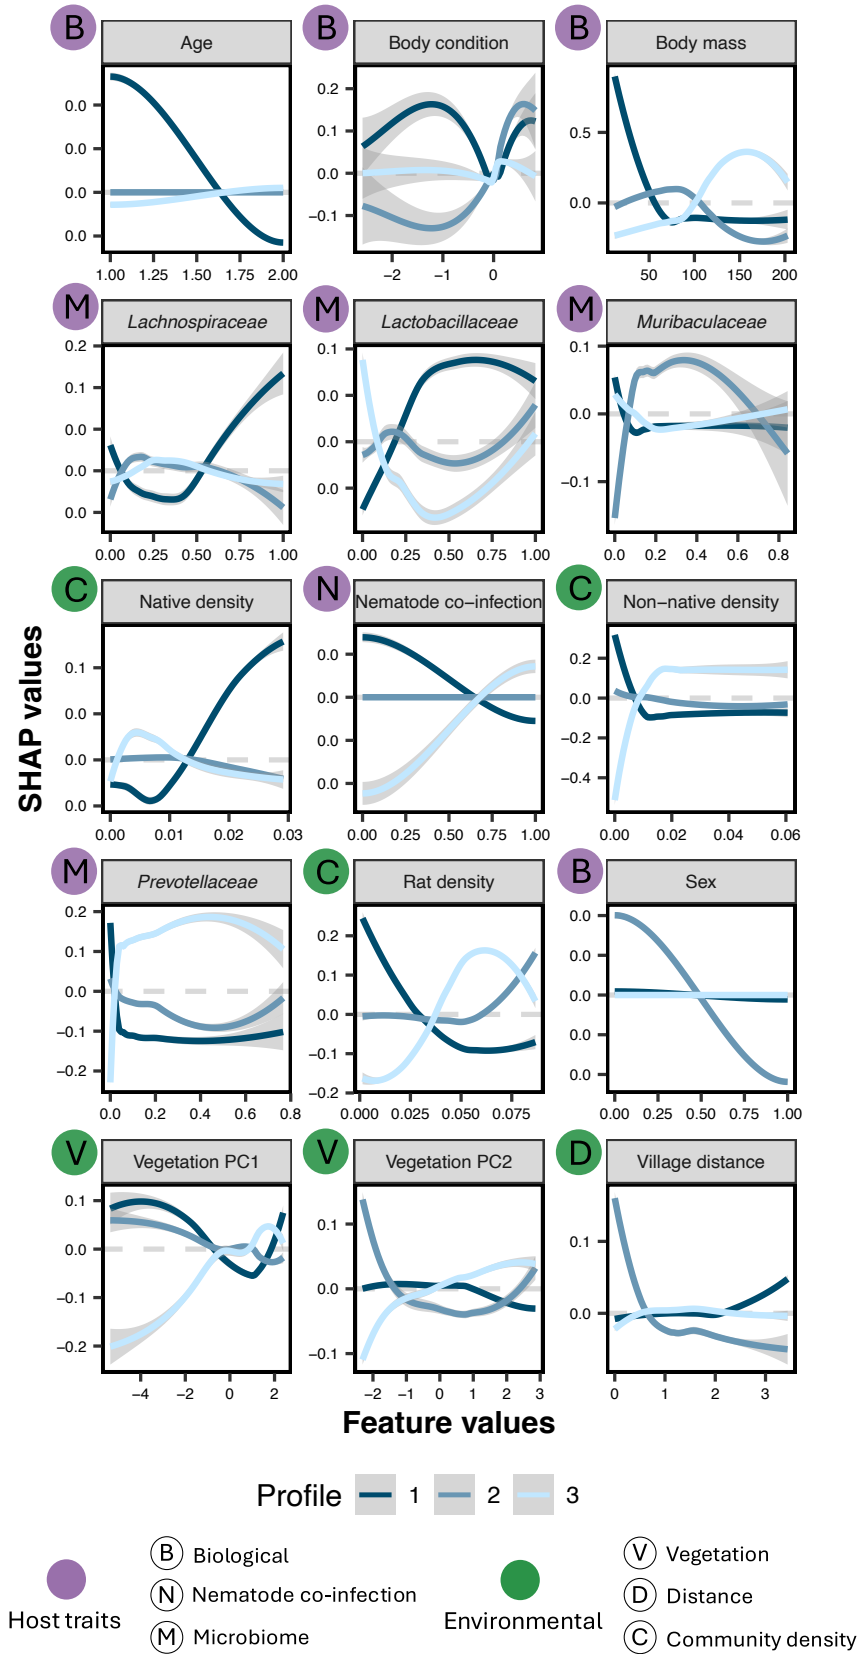 B B B
Age Body condition Body mass
0.0
0.0
0.0
0.0
1.00 1.25 1.50 1.75 2.00
0.2
0.1
0.0
−0.1
−2 −1 0
0.5
0.0
50 100 150 200
M M M
Lachnospiraceae Lactobacillaceae Muribaculaceae
0.2
0.1
0.0
0.0
0.0
0.00 0.25 0.50 0.75 1.00
0.1
0.0
0.0
0.0
0.00 0.25 0.50 0.75 1.00
0.1
0.0
−0.1
0.0 0.2 0.4 0.6 0.8
C N C
Native density Nematode co−infection Non−native density
0.1
0.0
0.0
0.0
0.00 0.01 0.02 0.03
0.0
0.0
0.0
0.0
0.00 0.25 0.50 0.75 1.00
0.2
0.0
−0.2
−0.4
0.00 0.02 0.04 0.06
SHAP values
M C B
Prevotellaceae Rat density Sex
0.2
0.1
0.0
−0.1
−0.2
0.0 0.2 0.4 0.6 0.8
0.2
0.1
0.0
−0.1
−0.2
0.000 0.025 0.050 0.075
0.0
0.0
0.0
0.0
0.00 0.25 0.50 0.75 1.00
V V D
Vegetation PC1 Vegetation PC2 Village distance
0.1
0.0
−0.1
−0.2
−4 −2 0 2
0.1
0.0
−0.1
−2 −1 0 1 2 3
0.1
0.0
0 1 2 3
Feature values
Profile 1 2 3
Host traits
B Biological
N Nematode co-infection
M Microbiome
Environmental
V Vegetation
D Distance
C Community density